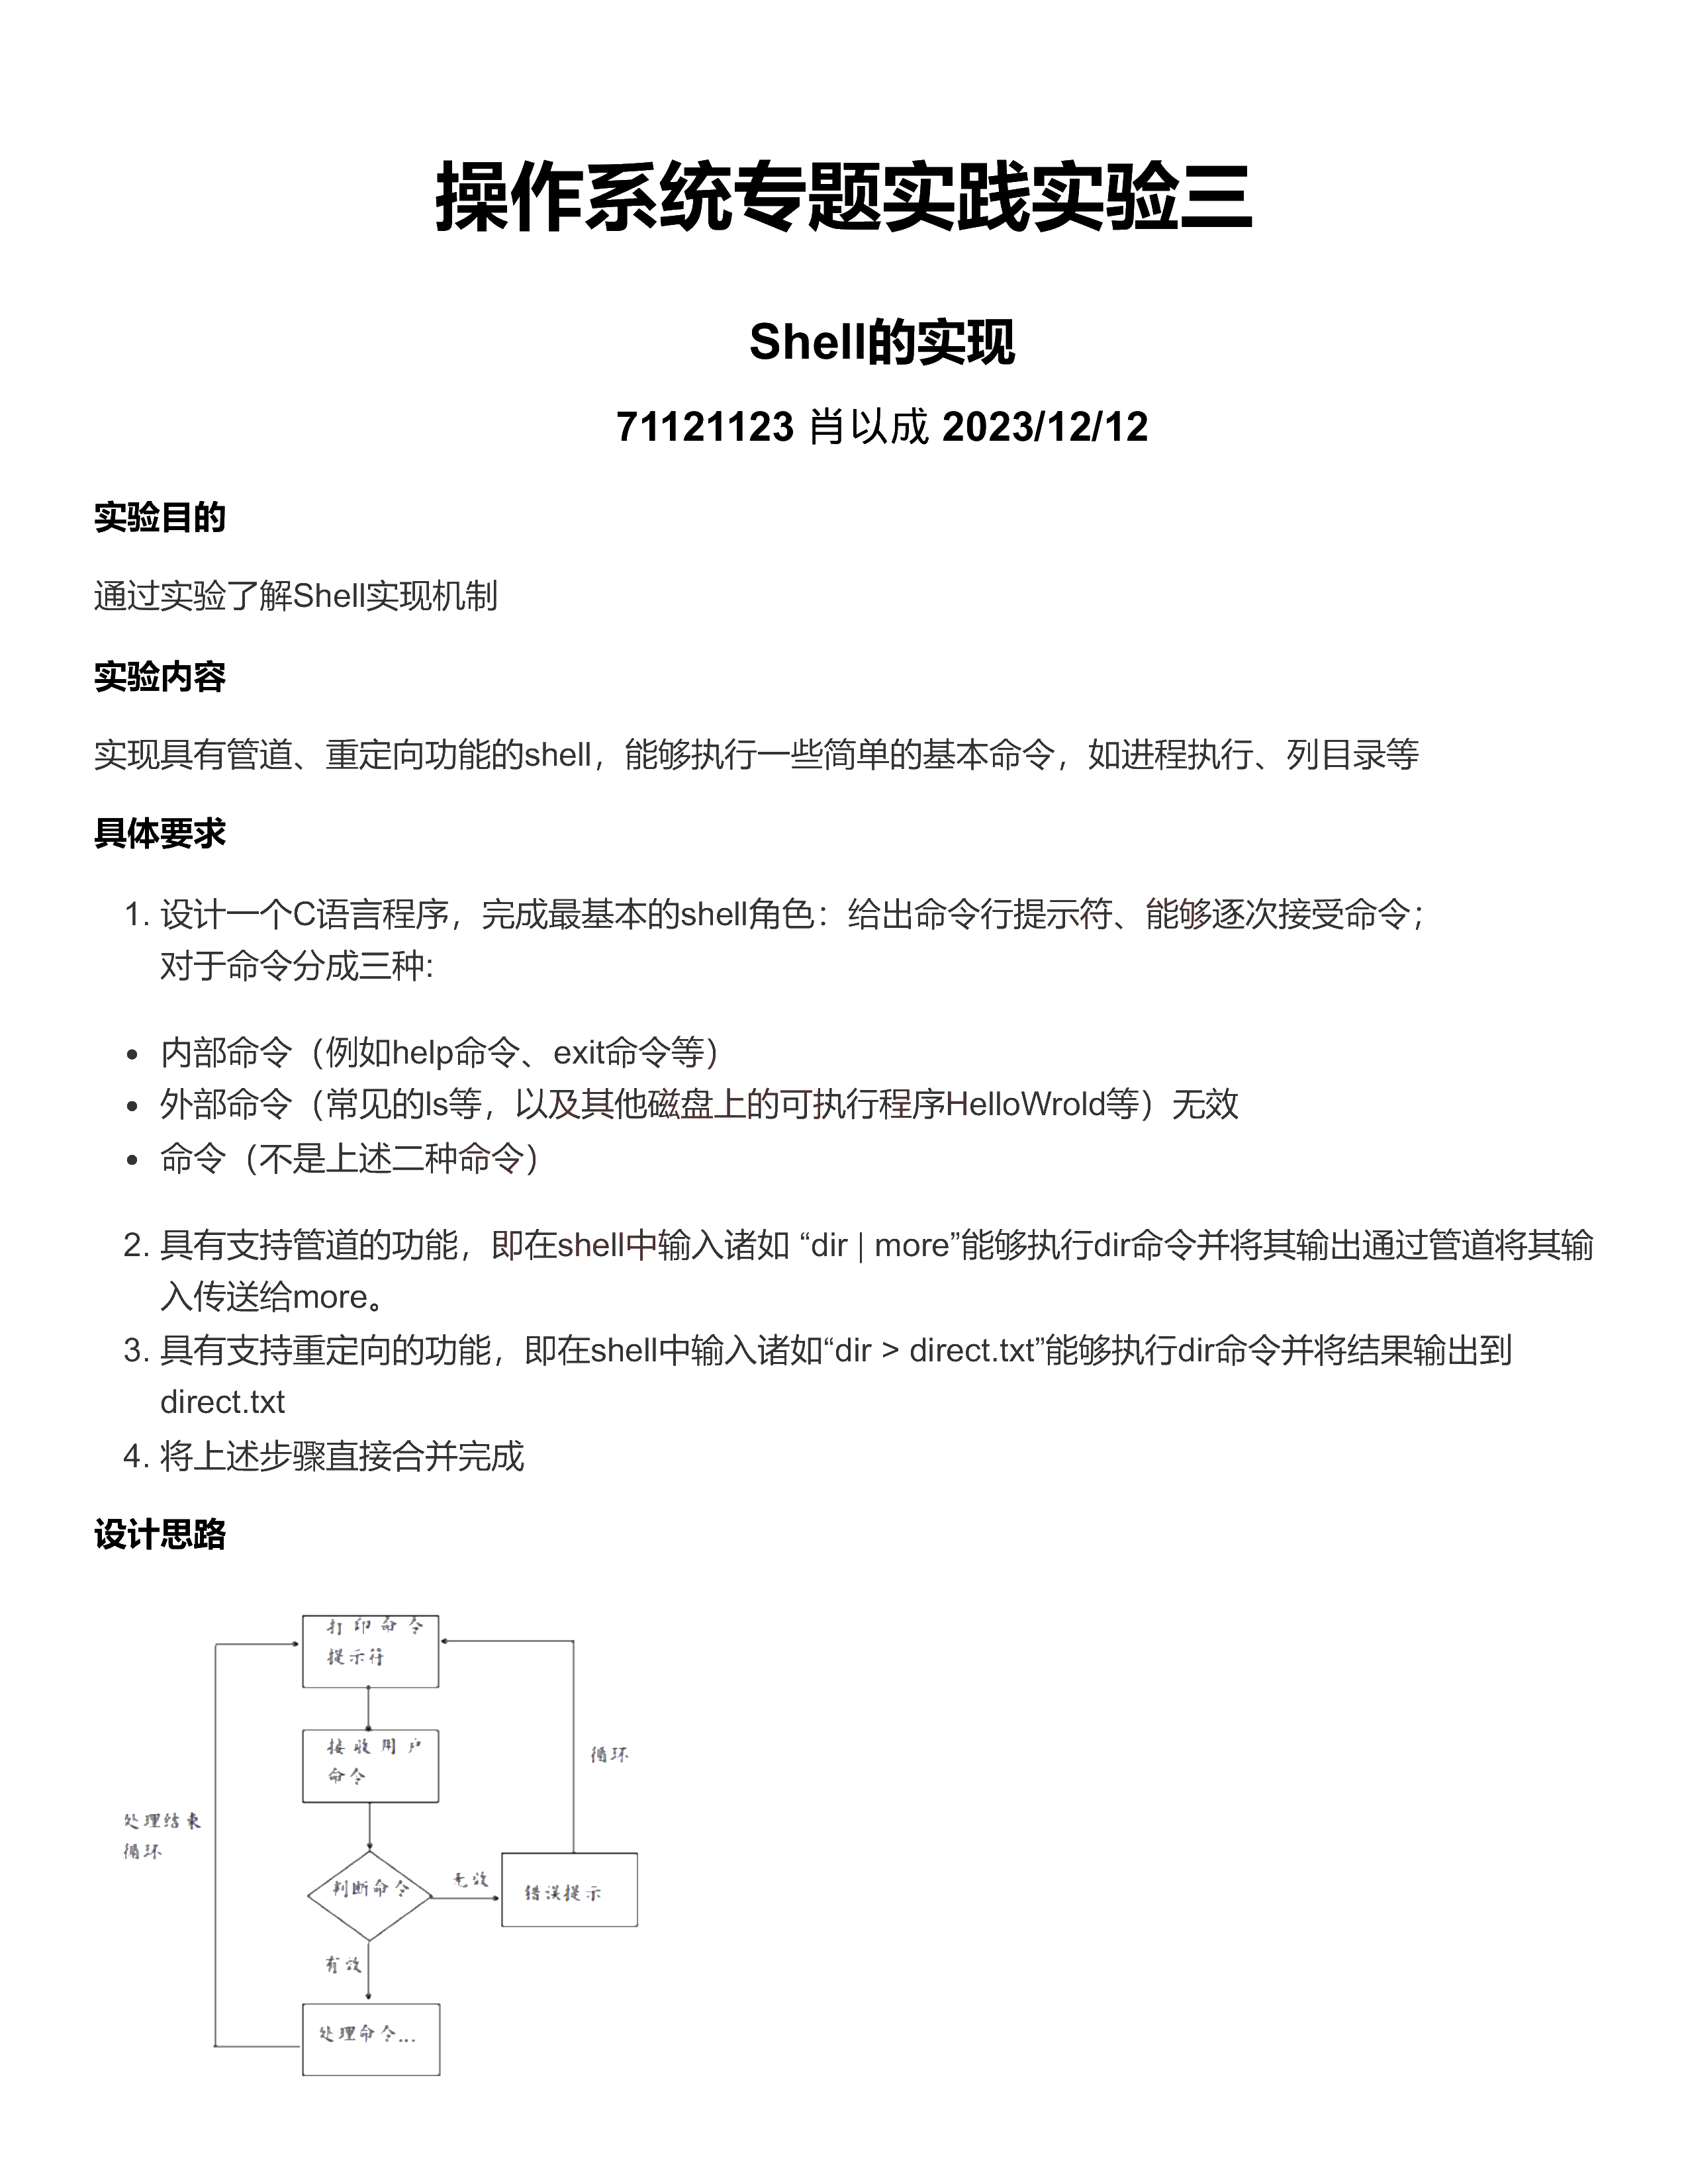 操作系统专题实践实验三
Shell的实现
71121123 肖以成 2023/12/12
实验目的
通过实验了解Shell实现机制
实验内容
实现具有管道、重定向功能的shell，能够执行一些简单的基本命令，如进程执行、列目录等
具体要求
1. 设计一个C语言程序，完成最基本的shell角色：给出命令行提示符、能够逐次接受命令；
对于命令分成三种:
• 内部命令（例如help命令、exit命令等）
• 外部命令（常见的ls等，以及其他磁盘上的可执行程序HelloWrold等）无效
• 命令（不是上述二种命令）
2. 具有支持管道的功能，即在shell中输入诸如 “dir | more”能够执行dir命令并将其输出通过管道将其输
入传送给more。
3. 具有支持重定向的功能，即在shell中输入诸如“dir > direct.txt”能够执行dir命令并将结果输出到
direct.txt
4. 将上述步骤直接合并完成
设计思路
打印命令
提示符
接收用户
命令
循环
处理结束
循环
判断命令
无效
错误提示
有效
处理命令...